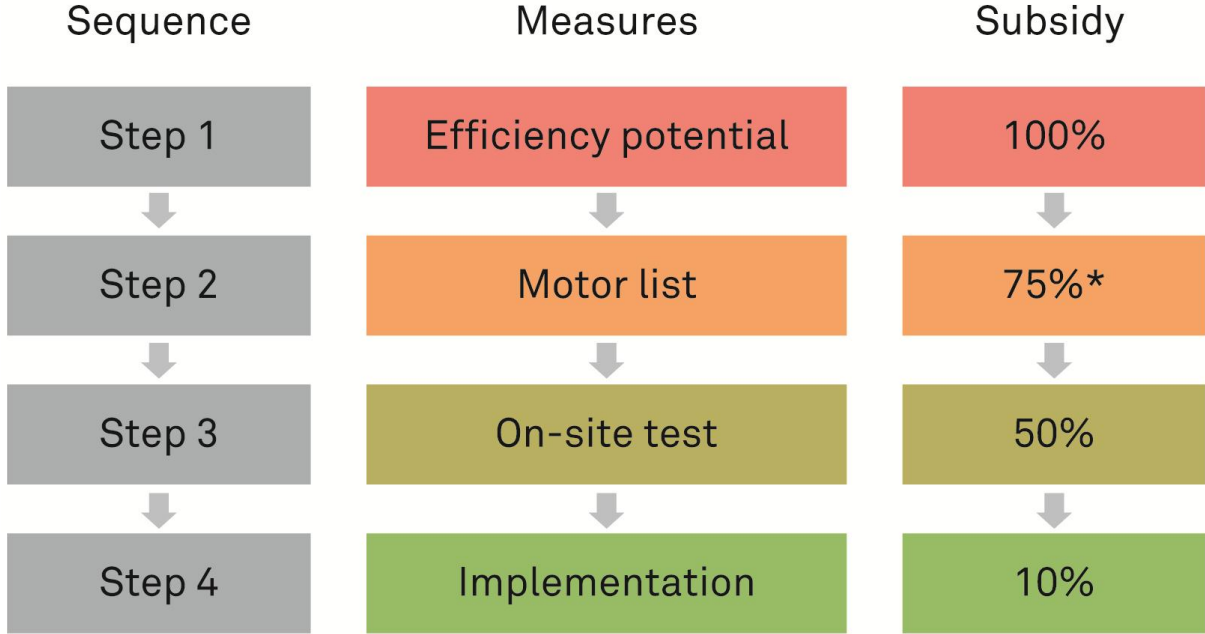 Sequence Measures Subsidy
Step 1 Efficiency potential 100%
Step 2 Motor list 75%*
Step 3 On-site test 50%
Step 4 Implementation 10%